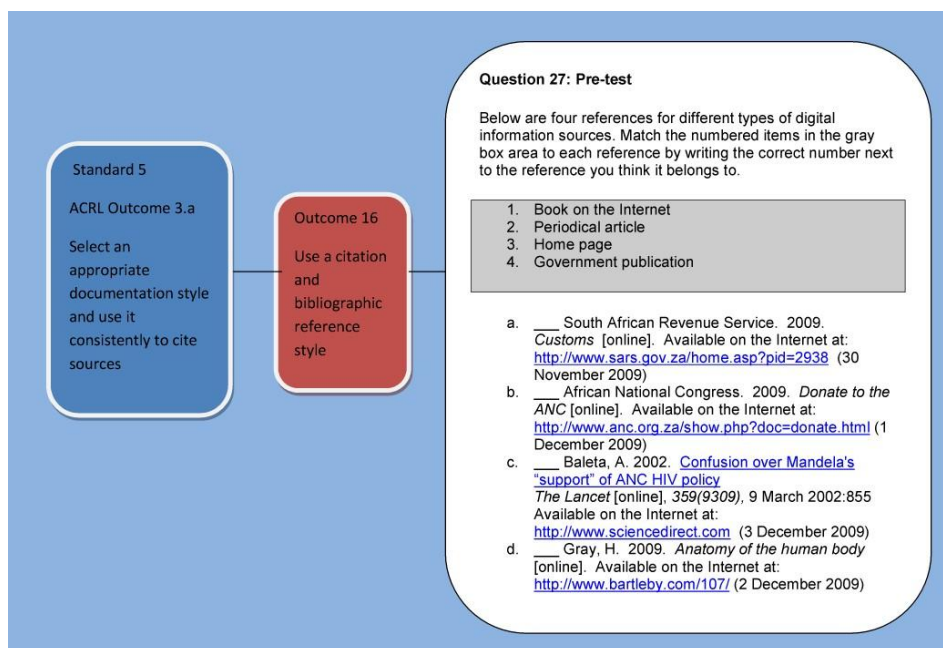 Standard 5
ACRL Outcome 3.a
Select an
appropriate
documentation style
and use it
consistently to cite
sources
Outcome 16
Use a citation
and
bibliographic
reference
style
Question 27: Pre-test
Below are four references for different types of digital
information sources. Match the numbered items in the gray
box area to each reference by writing the correct number next
to the reference you think it belongs to.
1. Book on the Internet
2. Periodical article
3. Home page
4. Government publication
a. ___ South African Revenue Service. 2009.
Customs [online]. Available on the Internet at:
http://www.sars.gov.za/home.asp?pid=2938 (30
November 2009)
b. ___ African National Congress. 2009. Donate to the
ANC [online]. Available on the Internet at:
http://www.anc.org.za/show.php?doc=donate.html (1
December 2009)
c. ___ Baleta, A. 2002. Confusion over Mandela's
“support” of ANC HIV policy
The Lancet [online], 359(9309), 9 March 2002:855
Available on the Internet at:
http://www.sciencedirect.com (3 December 2009)
d. ___ Gray, H. 2009. Anatomy of the human body
[online]. Available on the Internet at:
http://www.bartleby.com/107/ (2 December 2009)